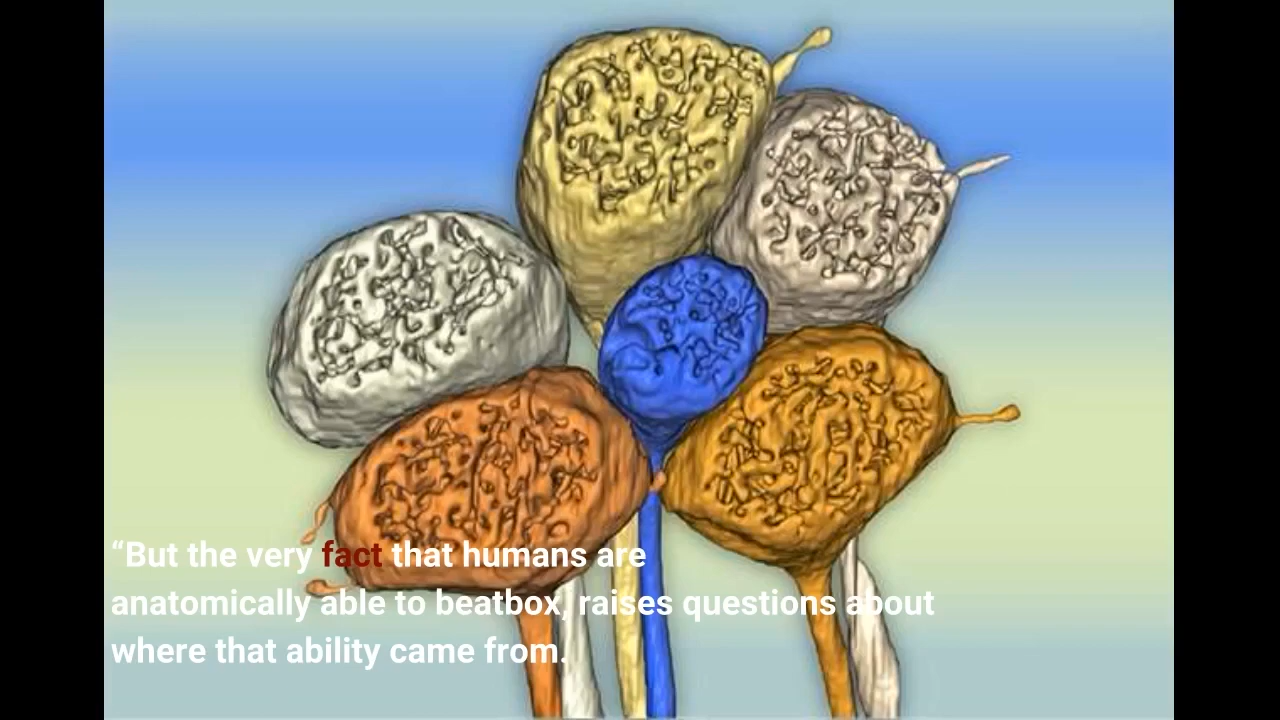 “But the very fact that humans are
anatomically able to beatbox, raises questions about
where that ability came from.